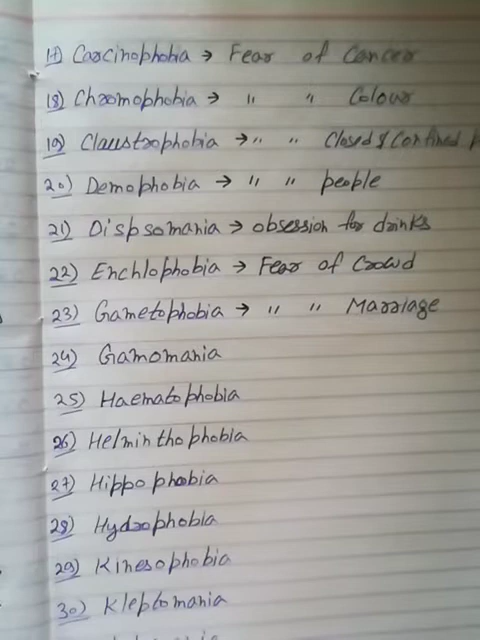 17) Carcinophobia → Fear of Cancer
18) Chromophobia → " " Colour
19) Claustrophobia → " " Closed & Confined
20) Demophobia → " " people
21) Dispsomania → obsession for drinks
22) Enchlophobia → Fear of Crowd
23) Gametophobia → " " Marriage
24) Gamomania
25) Haematophobia
26) Helminthophobia
27) Hippophobia
28) Hydrophobia
29) Kinesophobia
30) Kleptomania